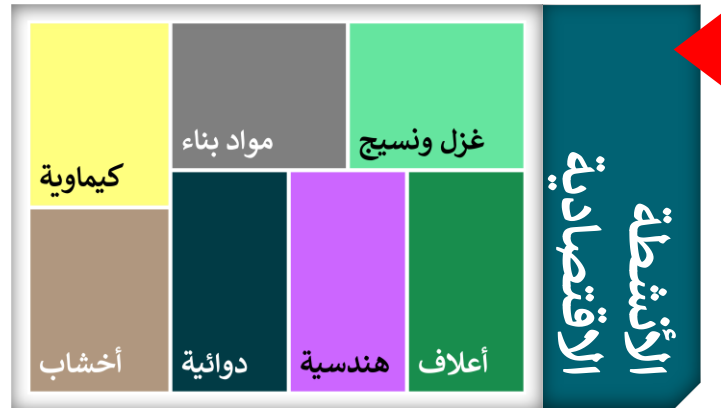 الأنشطة
الاقتصادية
غزل ونسيج
مواد بناء
كيماوية
أعلاف
هندسية
دوائية
أخشاب